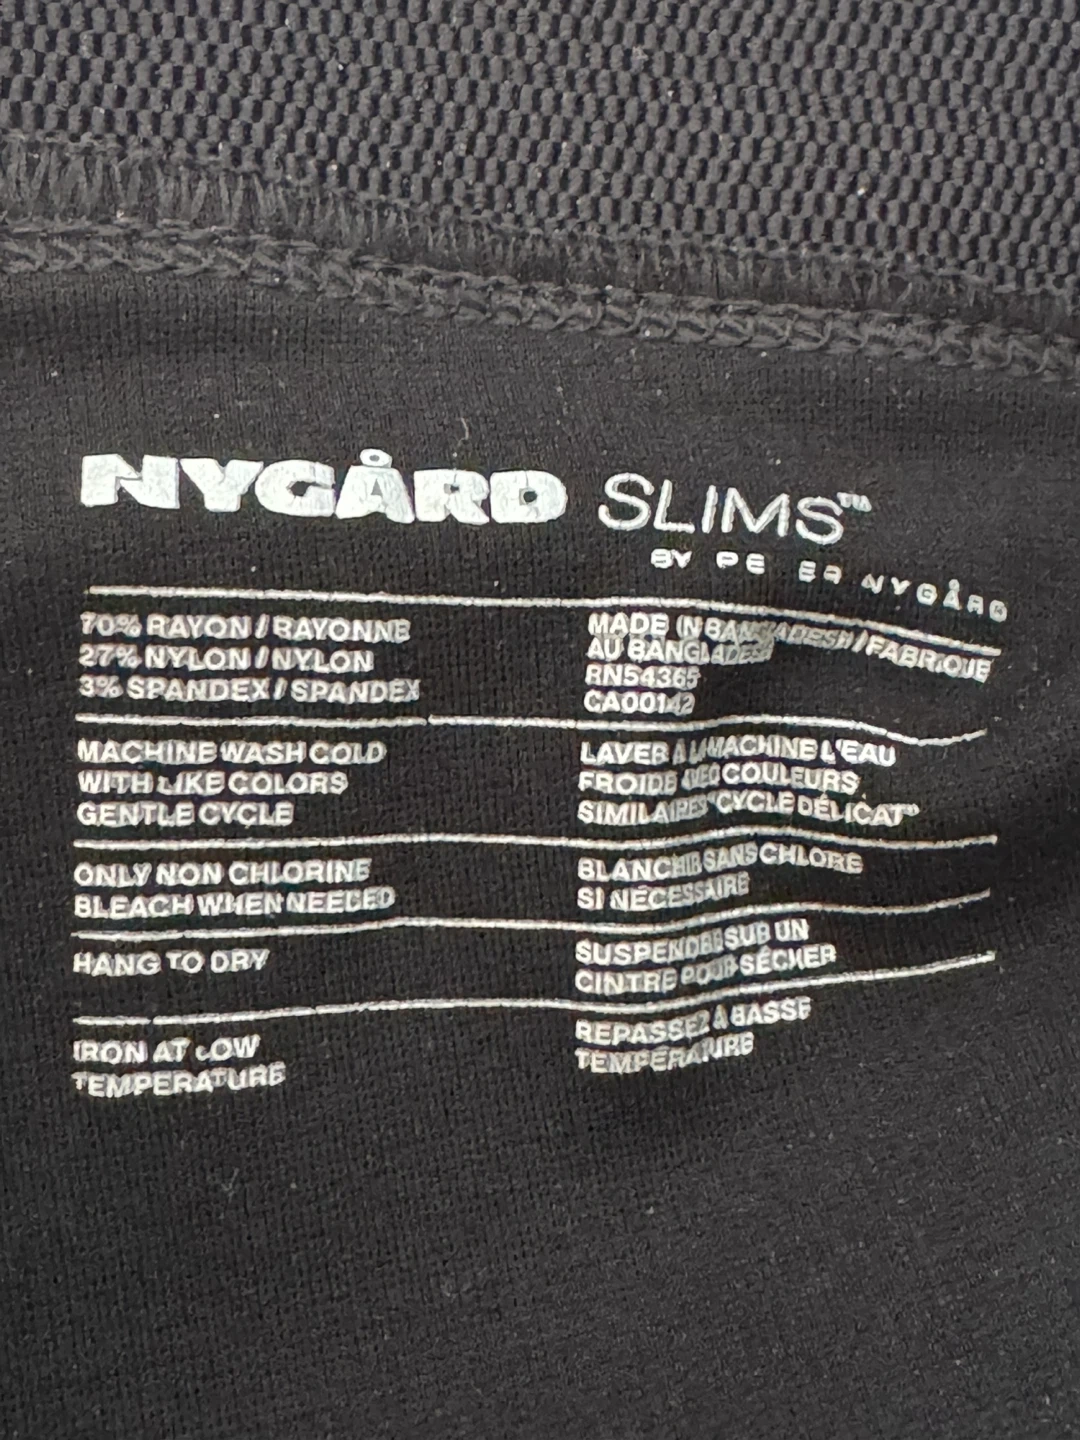 NYGÅRD SLIMS™
BY PE ER NYGÅRD
70% RAYON / RAYONNE
27% NYLON / NYLON
3% SPANDEX / SPANDEX
MADE IN BANGLADESH / FABRIQUE
AU BANGLADESH
RN54365
CA00142
MACHINE WASH COLD
WITH LIKE COLORS
GENTLE CYCLE
LAVER À LA MACHINE L'EAU
FROIDE AVEC COULEURS
SIMILAIRES "CYCLE DÉLICAT"
ONLY NON CHLORINE
BLEACH WHEN NEEDED
BLANCHIR SANS CHLORE
SI NÉCESSAIRE
HANG TO DRY
SUSPENDRE SUR UN
CINTRE POUR SÉCHER
IRON AT LOW
TEMPERATURE
REPASSEZ À BASSE
TEMPÉRATURE